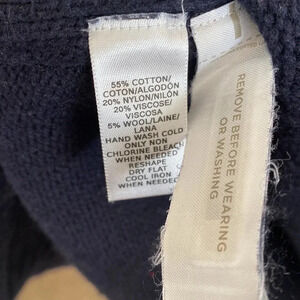 55% COTTON/
COTON/ALGODÓN
20% NYLON/NILÓN
20% VISCOSE/
VISCOSA
5% WOOL/LAINE/
LANA
HAND WASH COLD
ONLY NON
CHLORINE BLEACH
WHEN NEEDED
RESHAPE
DRY FLAT
COOL IRON
WHEN NEEDED
REMOVE BEFORE WEARING
OR WASHING